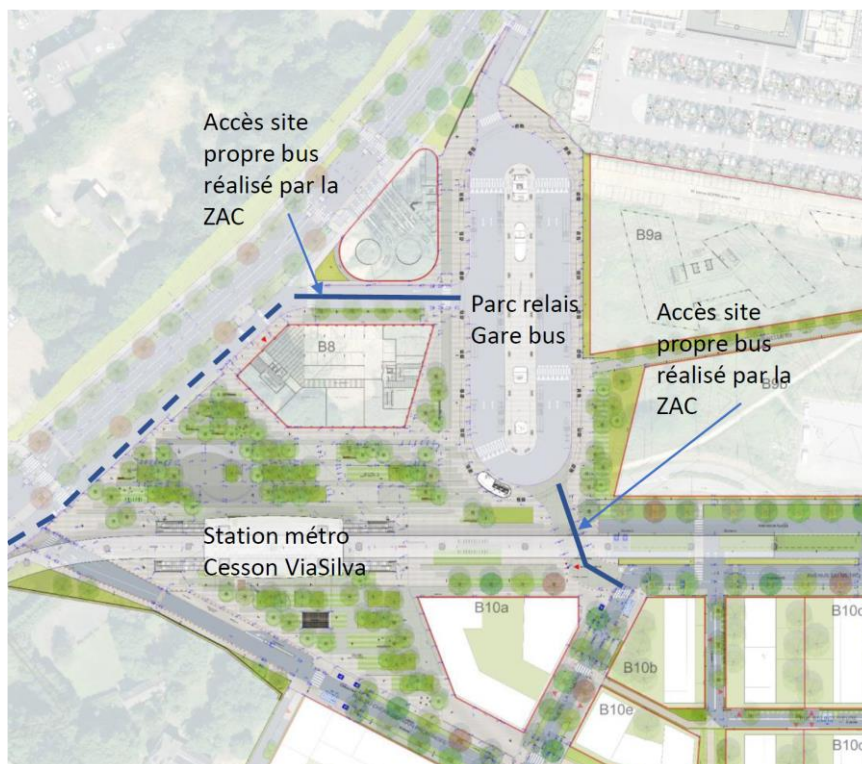 Accès site
propre bus
réalisé par la
ZAC
B9a
Parc relais
Gare bus
Accès site
propre bus
réalisé par la
ZAC
B8
B9b
Station métro
Cesson ViaSilva
B10a
B10b
B10c
B10e